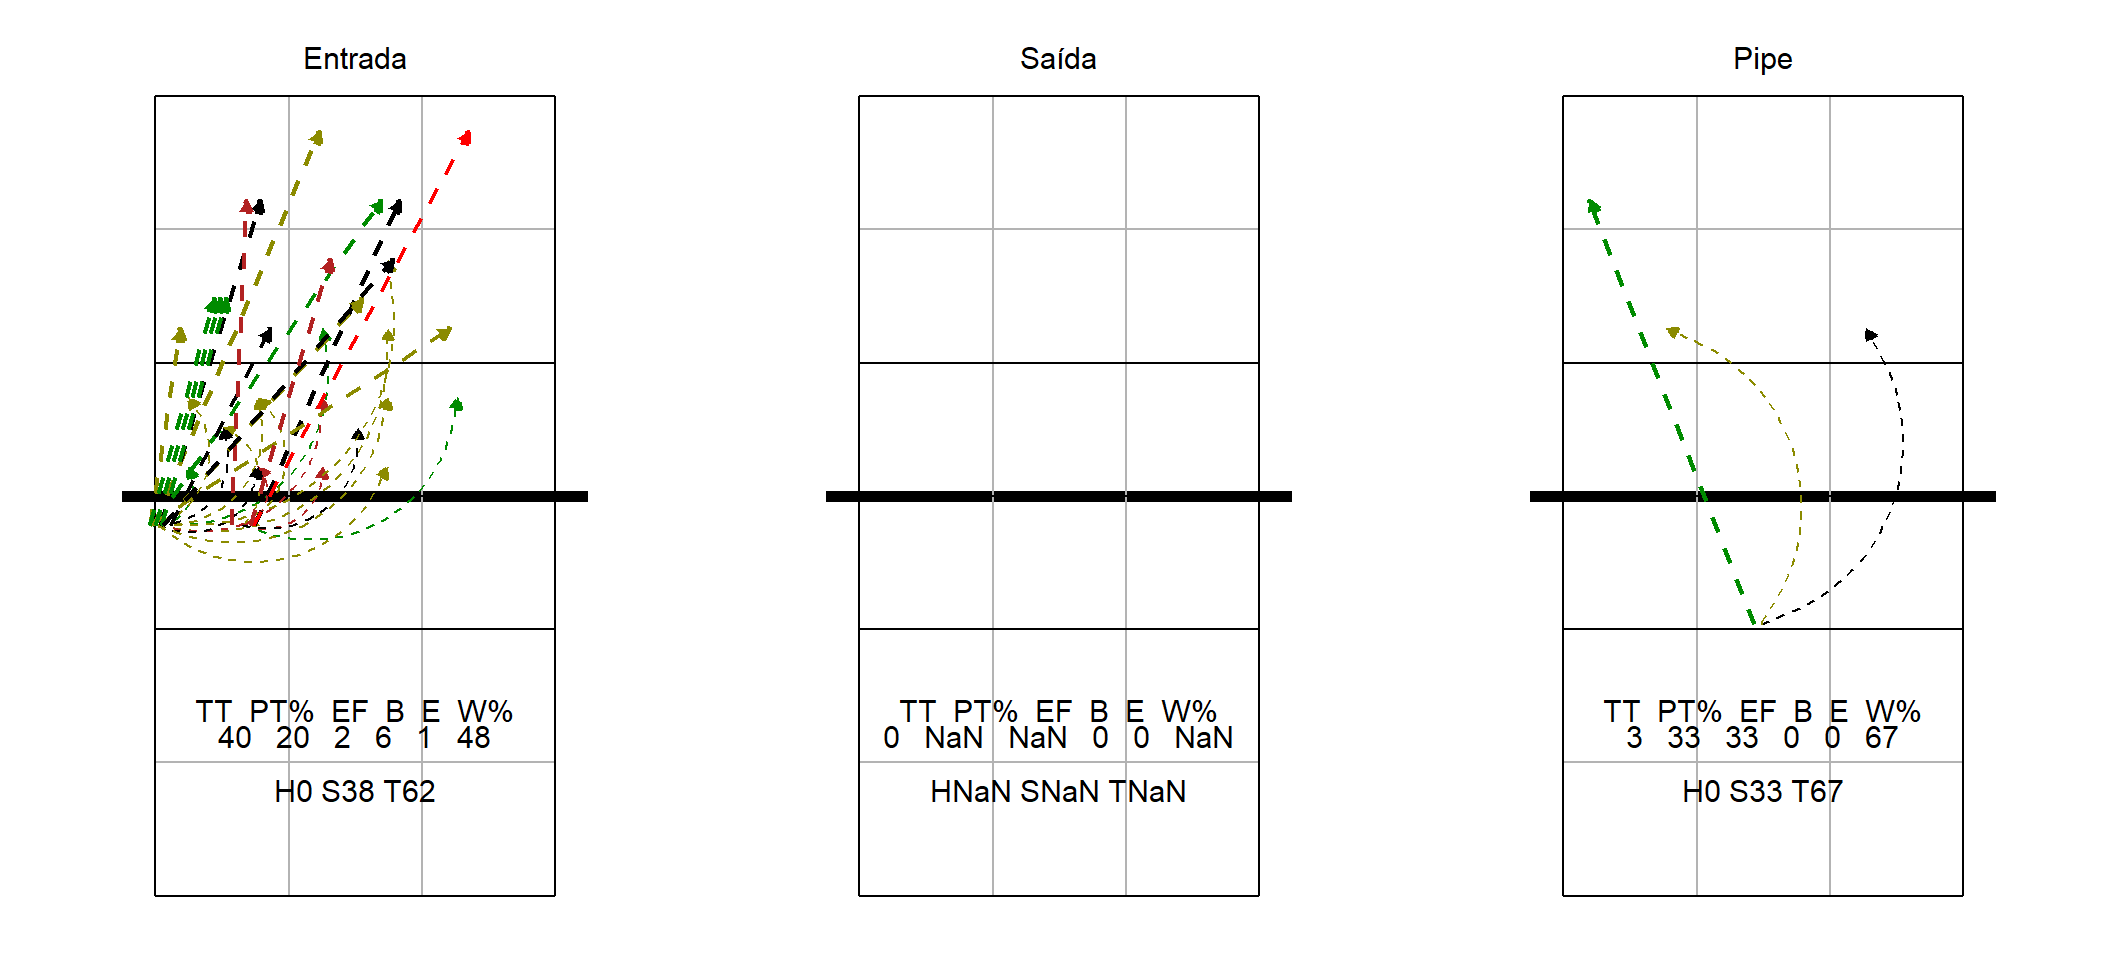 Entrada
TT PT% EF B E W%
40 20 2 6 1 48
H0 S38 T62
Saída
TT PT% EF B E W%
0 NaN NaN 0 0 NaN
HNaN SNaN TNaN
Pipe
TT PT% EF B E W%
3 33 33 0 0 67
H0 S33 T67